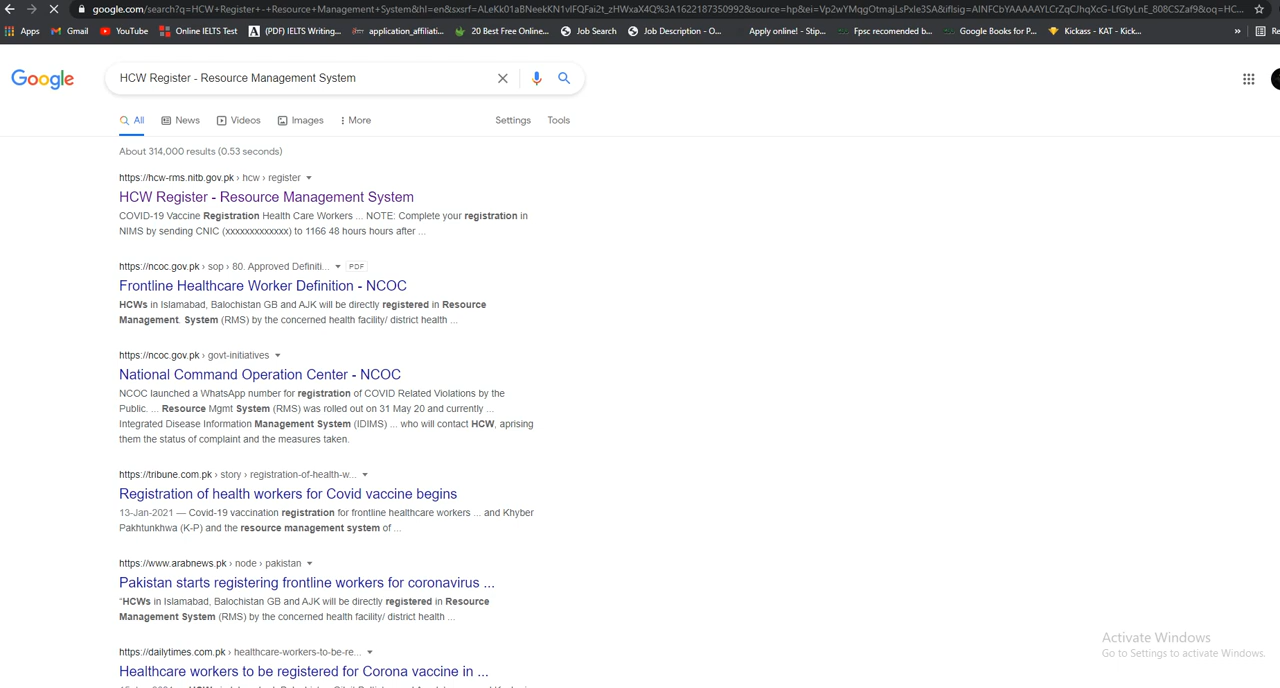 google.com/search?q=HCW+Register+-+Resource+Management+System&hl=en&
Apps Gmail YouTube Online IELTS Test (PDF) IELTS Writing... application_affiliati... 20 Best Free Online... Job Search Job Description - O... Apply online! - Stip... Fpsc recomended b... Google Books for P... Kickass - KAT - Kick... » Re
Google HCW Register - Resource Management System
All News Videos Images More Settings Tools
About 314,000 results (0.53 seconds)
https://hcw-rms.nitb.gov.pk › hcw › register
HCW Register - Resource Management System
COVID-19 Vaccine Registration Health Care Workers ... NOTE: Complete your registration in
NIMS by sending CNIC (xxxxxxxxxxxxx) to 1166 48 hours hours after ...
https://ncoc.gov.pk › sop › 80. Approved Definiti... PDF
Frontline Healthcare Worker Definition - NCOC
HCWs in Islamabad, Balochistan GB and AJK will be directly registered in Resource
Management. System (RMS) by the concerned health facility/ district health ...
https://ncoc.gov.pk › govt-initiatives
National Command Operation Center - NCOC
NCOC launched a WhatsApp number for registration of COVID Related Violations by the
Public. ... Resource Mgmt System (RMS) was rolled out on 31 May 20 and currently ...
Integrated Disease Information Management System (IDIMS) ... who will contact HCW, aprising
them the status of complaint and the measures taken.
https://tribune.com.pk › story › registration-of-health-w...
Registration of health workers for Covid vaccine begins
13-Jan-2021 — Covid-19 vaccination registration for frontline healthcare workers ... and Khyber
Pakhtunkhwa (K-P) and the resource management system of ...
https://www.arabnews.pk › node › pakistan
Pakistan starts registering frontline workers for coronavirus ...
"HCWs in Islamabad, Balochistan GB and AJK will be directly registered in Resource
Management System (RMS) by the concerned health facility/ district health ...
https://dailytimes.com.pk › healthcare-workers-to-be-re...
Healthcare workers to be registered for Corona vaccine in ...
Activate Windows
Go to Settings to activate Windows.